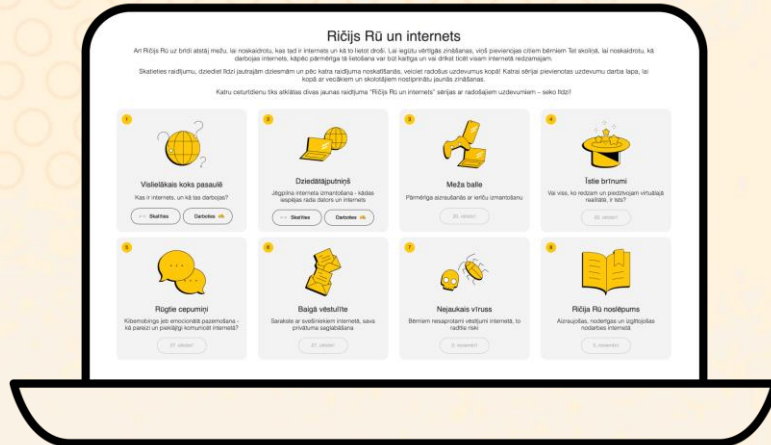 Ričijs Rū un internets
Arī Ričijs Rū uz brīdi atstāj mežu, lai noskaidrotu, kas tad ir internets un kā to lietot droši. Lai iegūtu vērtīgās zināšanas, viņš pievienojas citiem bērniem Tet skoliņā, lai noskaidrotu, kā
darbojas internets, kāpēc pārmērīga tā lietošana var būt kaitīga un vai drīkst ticēt visam internetā redzamajam.
Skatieties raidījumu, dziediet līdzi jautrajām dziesmām un pēc katra raidījuma noskatīšanās, veiciet radošus uzdevumus kopā! Katrai sērijai pievienotas uzdevumu darba lapa, lai
kopā ar vecākiem un skolotājiem nostiprinātu jaunās zināšanas.
Katru ceturtdienu tiks atklātas divas jaunas raidījuma "Ričijs Rū un internets" sērijas ar radošajiem uzdevumiem – seko līdzi!
1
Vislielākais koks pasaulē
Kas ir internets, un kā tas darbojas?
Skatīties
Darboties
2
Dziedātājputniņš
Jēgpilna interneta izmantošana - kādas
iespējas rada dators un internets
Skatīties
Darboties
3
Meža balle
Pārmērīga aizraušanās ar ierīču izmantošanu
4
Īstie brīnumi
Vai viss, ko redzam un piedzīvojam virtuālajā
realitātē, ir īsts?
5
Rūgtie cepumiņi
Kibermobings jeb emocionālā pazemošana -
kā pareizi un pieklājīgi komunicēt internetā?
6
Baigā vēstulīte
Sarakste ar svešiniekiem internetā, sava
privātuma saglabāšana
7
Nejaukais vīruss
Bērniem nesaprotami vēstījumi internetā, to
radītie riski
8
Ričija Rū noslēpums
Aizraujošas, noderīgas un izglītojošas
nodarbes internetā